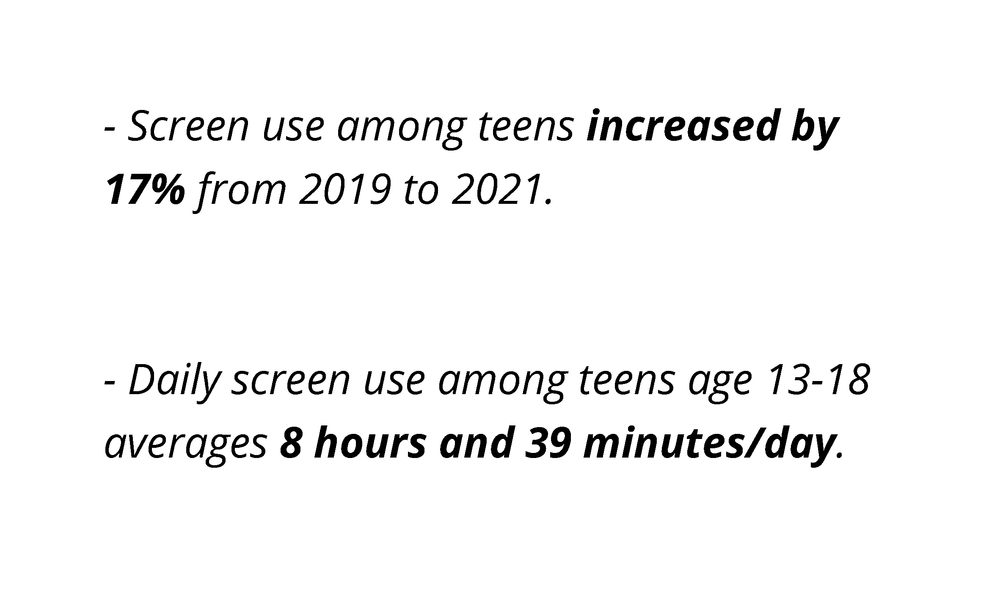 - Screen use among teens increased by
17% from 2019 to 2021.
- Daily screen use among teens age 13-18
averages 8 hours and 39 minutes/day.